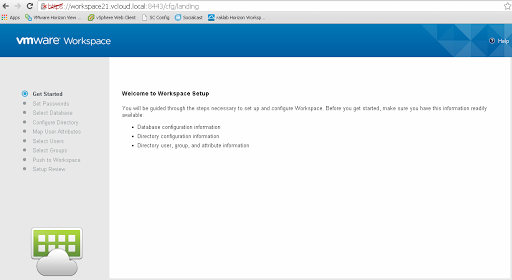 https://workspace21.vcloud.local:8443/cfg/landing
Apps VMware Horizon View ... vSphere Web Client SC Config Socialcast railab Horizon Worksp...
vmware Workspace
Help
Get Started
Set Passwords
Select Database
Configure Directory
Map User Attributes
Select Users
Select Groups
Push to Workspace
Setup Review
Welcome to Workspace Setup
You will be guided through the steps necessary to set up and configure Workspace. Before you get started, make sure you have this information readily
available:
Database configuration information
Directory configuration information
Directory user, group, and attribute information